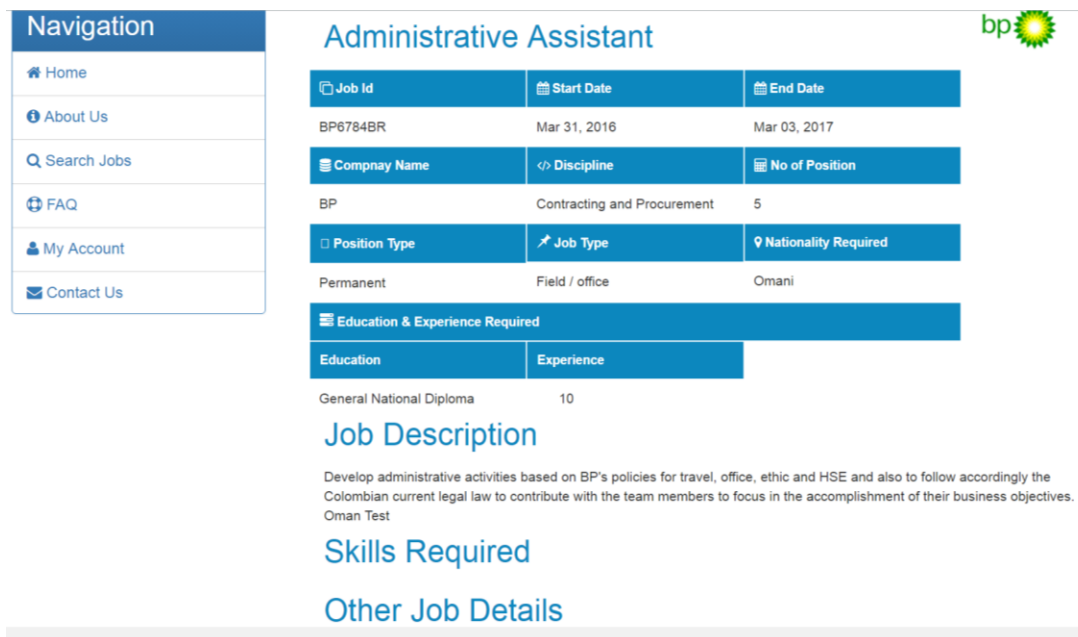 Navigation
Home
About Us
Search Jobs
FAQ
My Account
Contact Us
bp
Administrative Assistant
Job Id Start Date End Date
BP6784BR Mar 31, 2016 Mar 03, 2017
Compnay Name Discipline No of Position
BP Contracting and Procurement 5
Position Type Job Type Nationality Required
Permanent Field / office Omani
Education & Experience Required
Education Experience
General National Diploma 10
Job Description
Develop administrative activities based on BP's policies for travel, office, ethic and HSE and also to follow accordingly the
Colombian current legal law to contribute with the team members to focus in the accomplishment of their business objectives.
Oman Test
Skills Required
Other Job Details